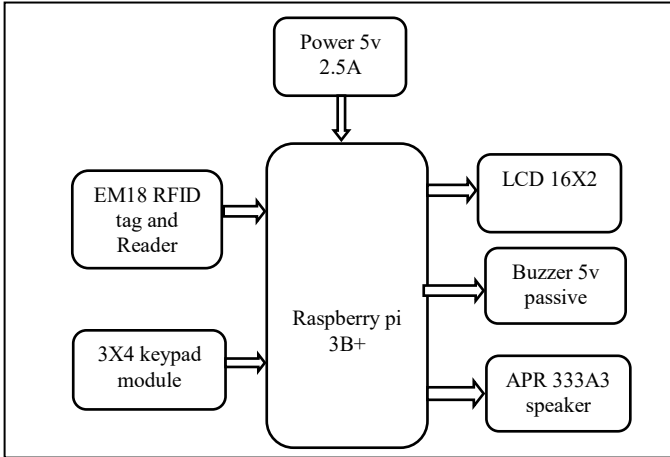 Power 5v
2.5A
EM18 RFID
tag and
Reader
3X4 keypad
module
Raspberry pi
3B+
LCD 16X2
Buzzer 5v
passive
APR 333A3
speaker